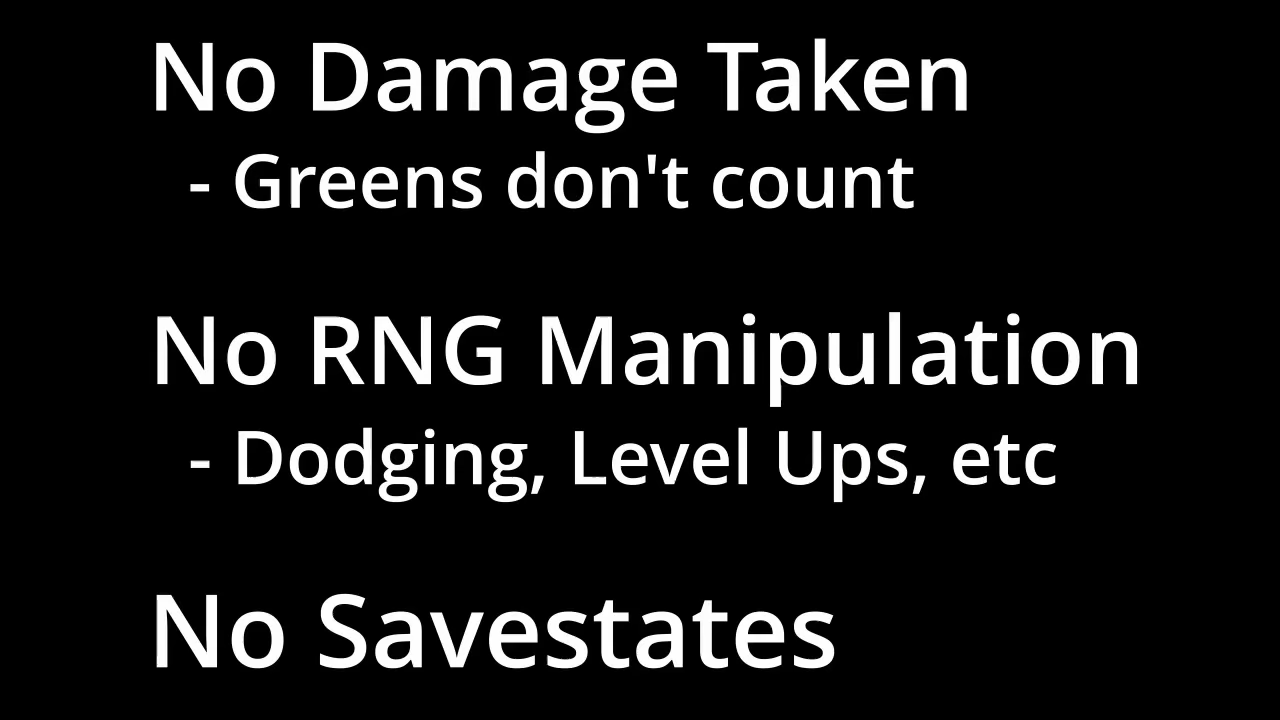 No Damage Taken
- Greens don't count
No RNG Manipulation
- Dodging, Level Ups, etc
No Savestates